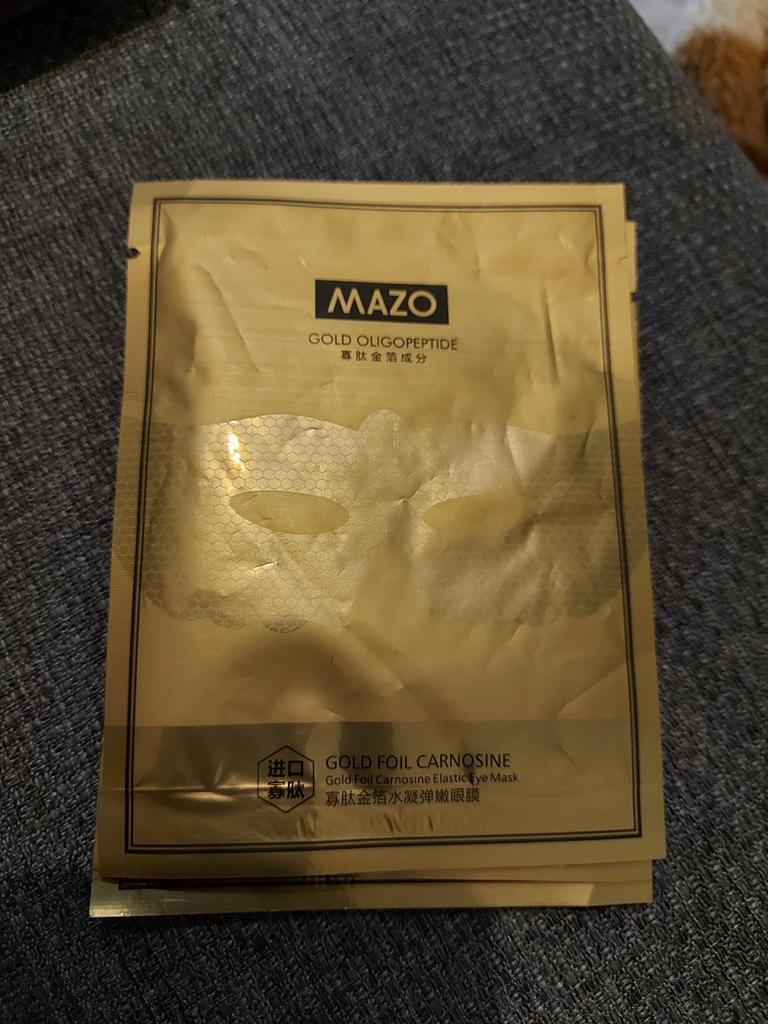 MAZO
GOLD OLIGOPEPTIDE
寡肽金箔成分
进口
寡肽
GOLD FOIL CARNOSINE
Gold Foil Carnosine Elastic Eye Mask
寡肽金箔水凝弹嫩眼膜